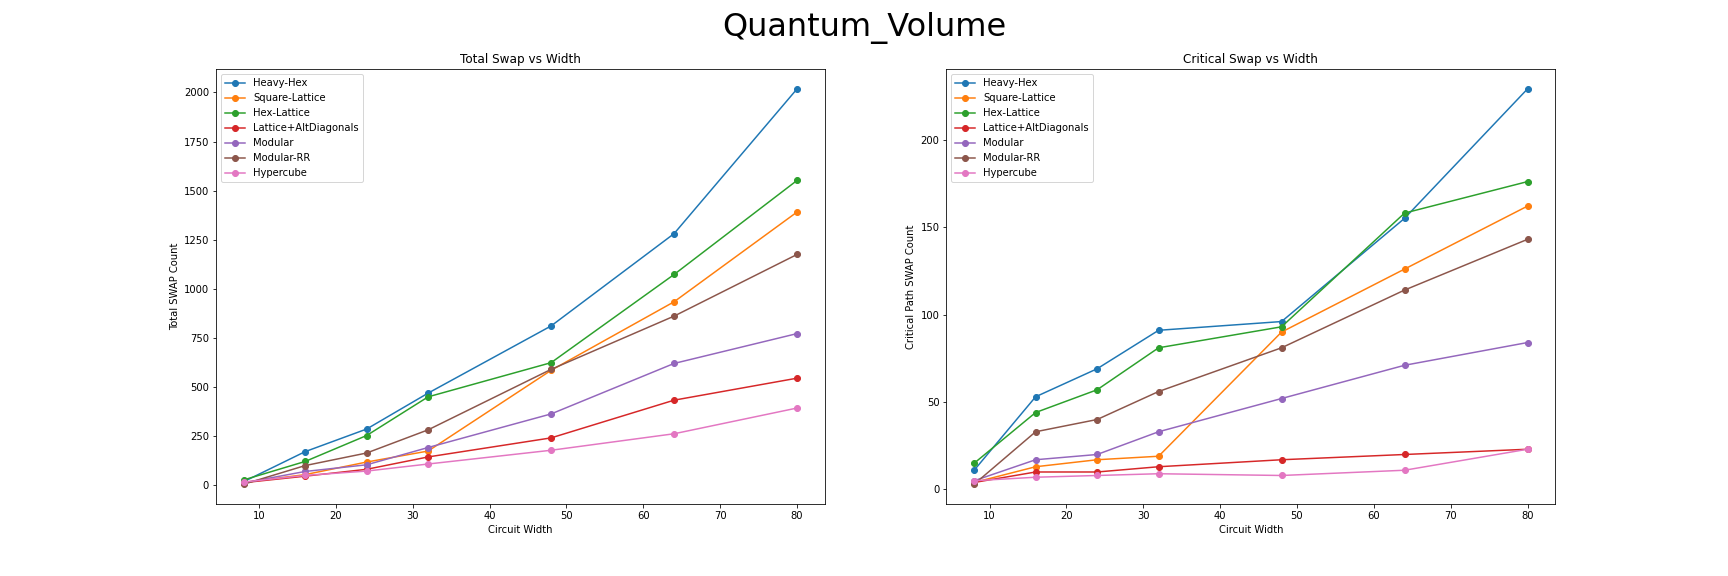 Quantum_Volume
Total Swap vs Width
Heavy-Hex
Square-Lattice
Hex-Lattice
Lattice+AltDiagonals
Modular
Modular-RR
Hypercube
Total SWAP Count
2000
1750
1500
1250
1000
750
500
250
0
10 20 30 40 50 60 70 80
Circuit Width
Critical Swap vs Width
Heavy-Hex
Square-Lattice
Hex-Lattice
Lattice+AltDiagonals
Modular
Modular-RR
Hypercube
Critical Path SWAP Count
200
150
100
50
0
10 20 30 40 50 60 70 80
Circuit Width